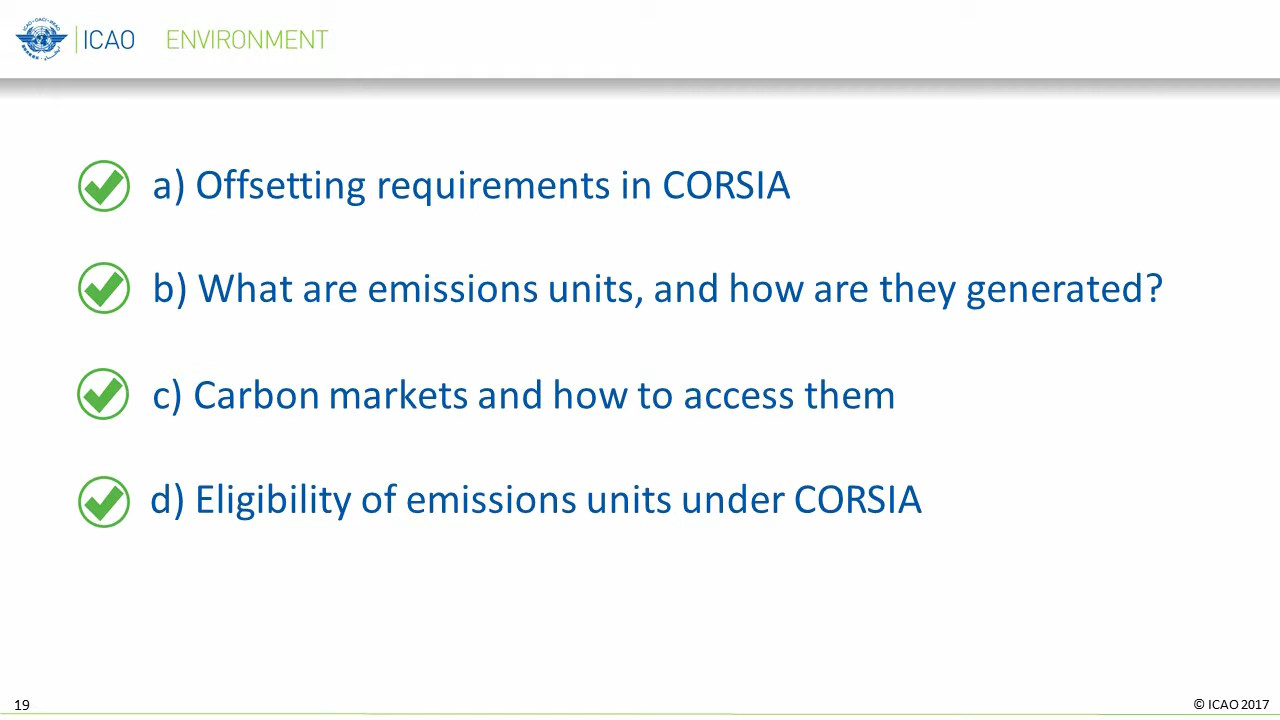 ICAO ENVIRONMENT
a) Offsetting requirements in CORSIA
b) What are emissions units, and how are they generated?
c) Carbon markets and how to access them
d) Eligibility of emissions units under CORSIA
19
© ICAO 2017